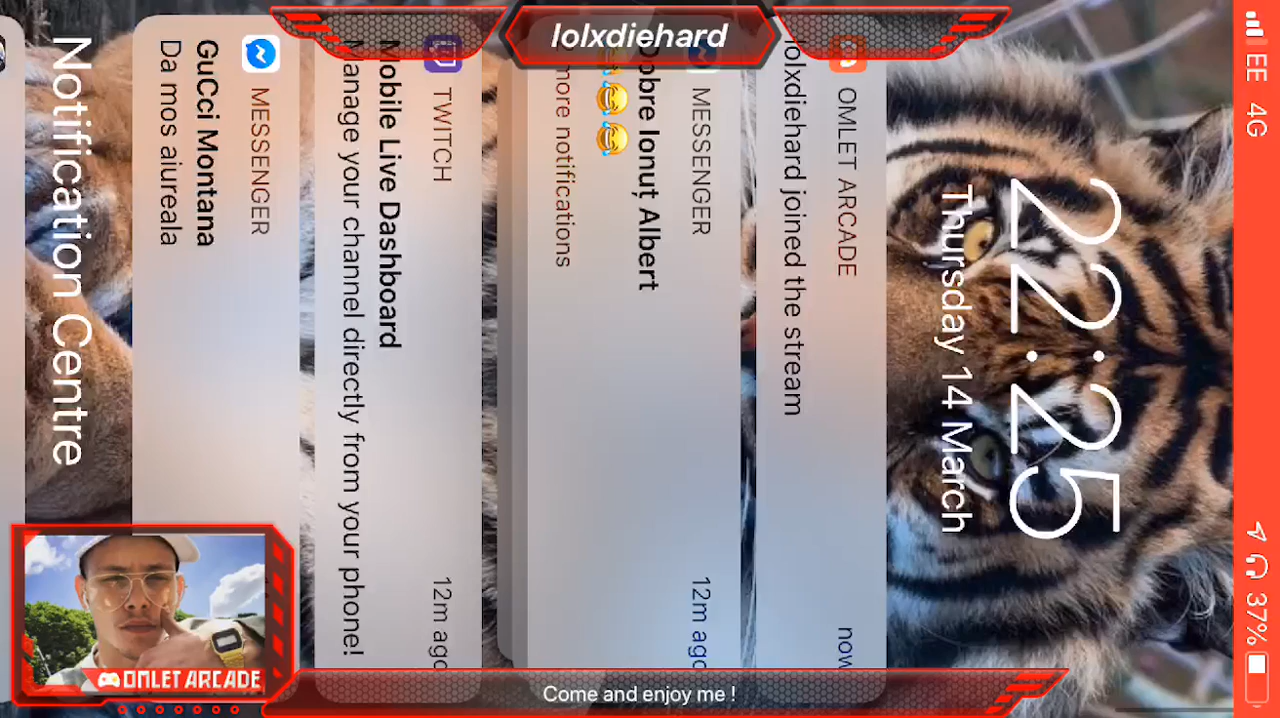 lolxdiehard
EE 4G
37%
22:25
Thursday 14 March
OMLET ARCADE
now
lolxdiehard joined the stream
MESSENGER
12m ago
Dobre Ionuț Albert
😂😂😂
more notifications
TWITCH
12m ago
Mobile Live Dashboard
Manage your channel directly from your phone!
MESSENGER
GuCci Montana
Da mos aiureala
Notification Centre
OMLET ARCADE
Come and enjoy me !